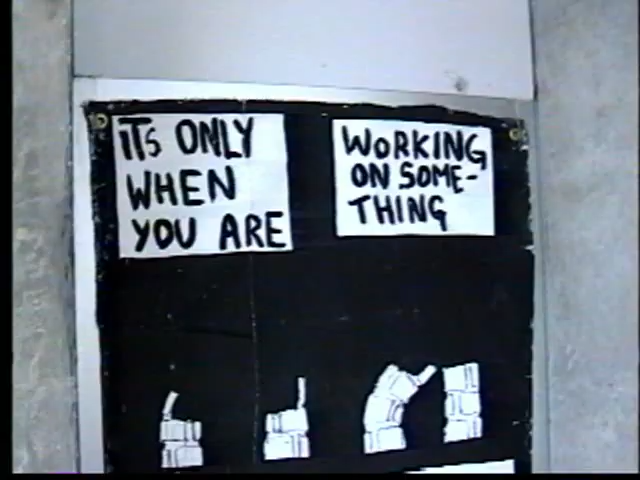 ITS ONLY
WHEN
YOU ARE
WORKING
ON SOME-
THING